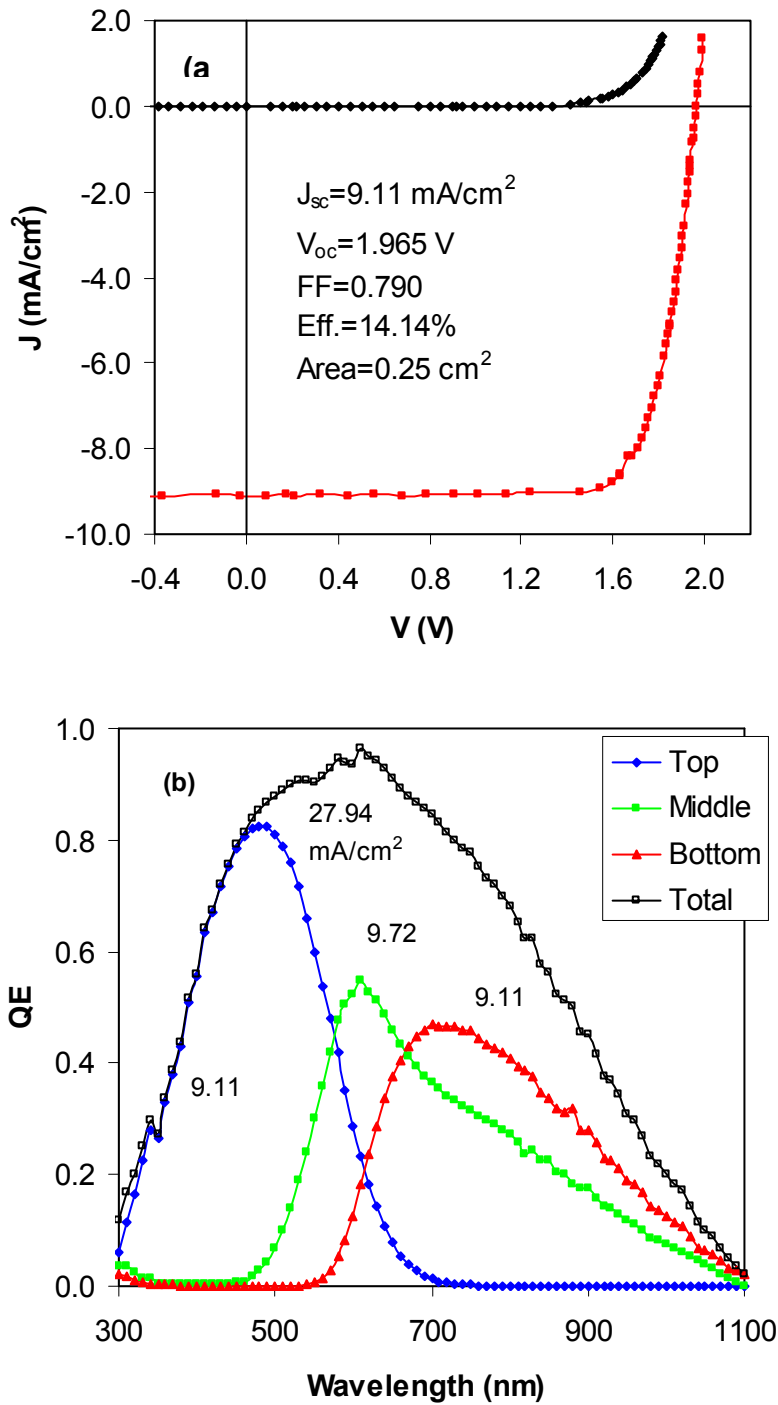 2.0
0.0
-2.0
-4.0
-6.0
-8.0
-10.0
J (mA/cm²)
(a
J_sc=9.11 mA/cm²
V_oc=1.965 V
FF=0.790
Eff.=14.14%
Area=0.25 cm²
-0.4 0.0 0.4 0.8 1.2 1.6 2.0
V (V)
1.0
0.8
0.6
0.4
0.2
0.0
QE
(b)
27.94
mA/cm²
9.72
9.11
9.11
Top
Middle
Bottom
Total
300 500 700 900 1100
Wavelength (nm)